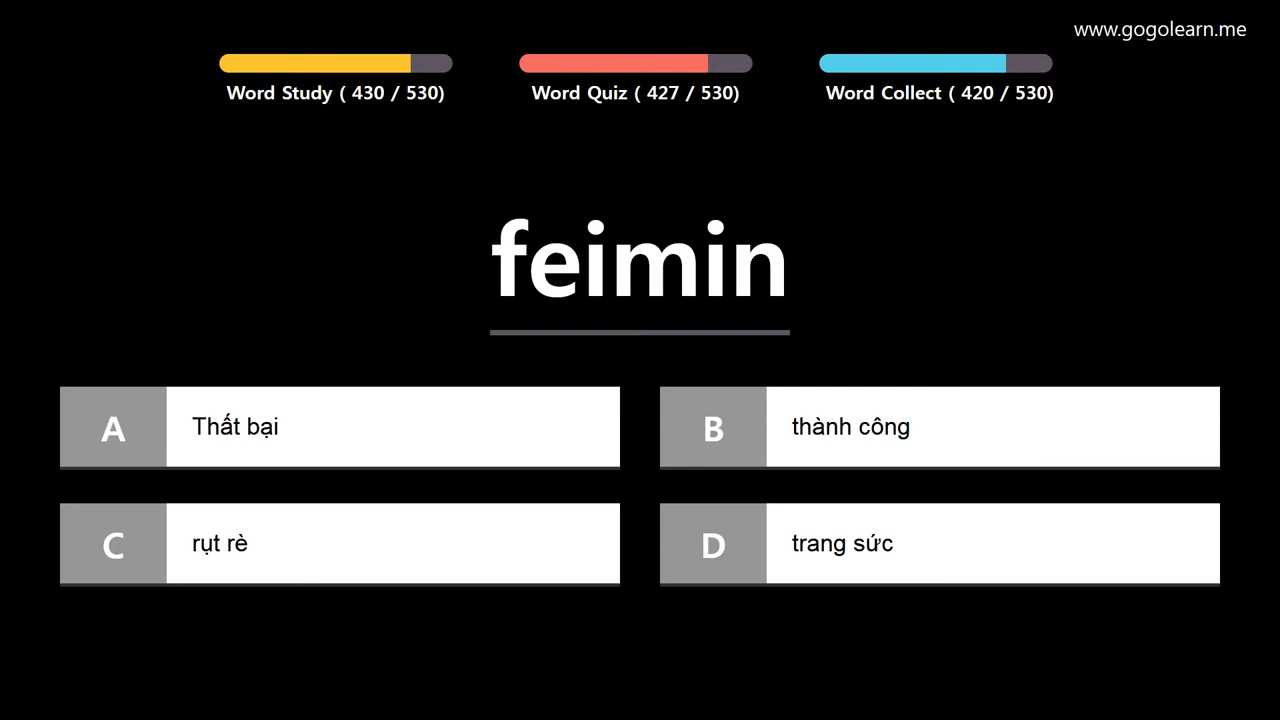 www.gogolearn.me
Word Study ( 430 / 530)
Word Quiz ( 427 / 530)
Word Collect ( 420 / 530)
feimin
A Thất bại
B thành công
C rụt rè
D trang sức